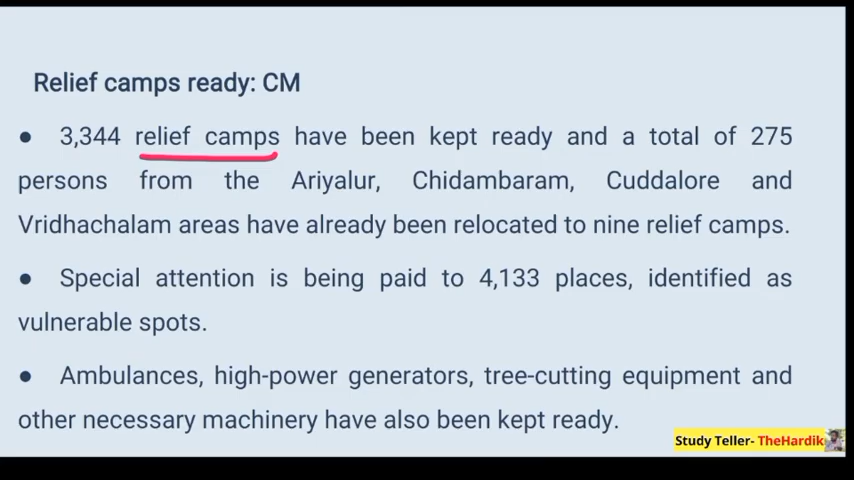 Relief camps ready: CM
● 3,344 relief camps have been kept ready and a total of 275
persons from the Ariyalur, Chidambaram, Cuddalore and
Vridhachalam areas have already been relocated to nine relief camps.
● Special attention is being paid to 4,133 places, identified as
vulnerable spots.
● Ambulances, high-power generators, tree-cutting equipment and
other necessary machinery have also been kept ready.
Study Teller- TheHardik